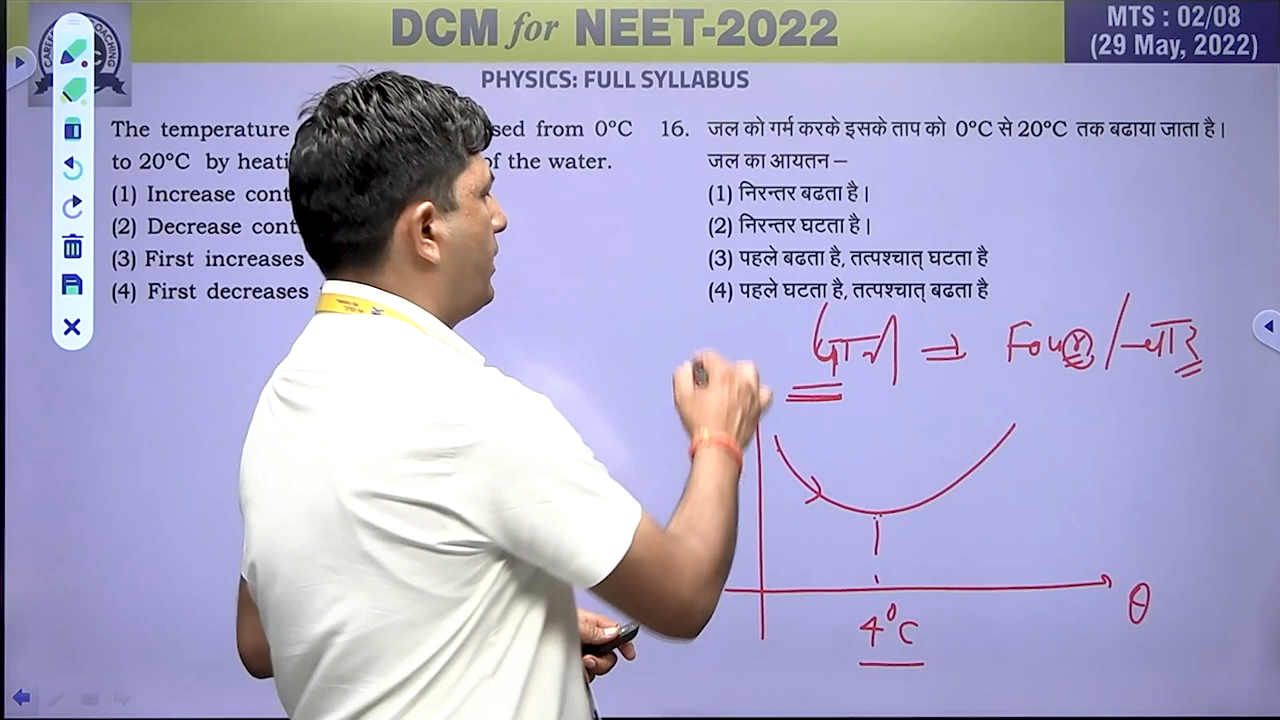 DCM for NEET-2022
MTS : 02/08
(29 May, 2022)
PHYSICS: FULL SYLLABUS
The temperature sed from 0°C
to 20°C by heati of the water.
(1) Increase cont
(2) Decrease cont
(3) First increases
(4) First decreases
16. जल को गर्म करके इसके ताप को 0°C से 20°C तक बढाया जाता है।
जल का आयतन –
(1) निरन्तर बढता है।
(2) निरन्तर घटता है।
(3) पहले बढता है, तत्पश्चात् घटता है
(4) पहले घटता है, तत्पश्चात् बढता है
पानी ⇒ Four/चार
θ
4°C